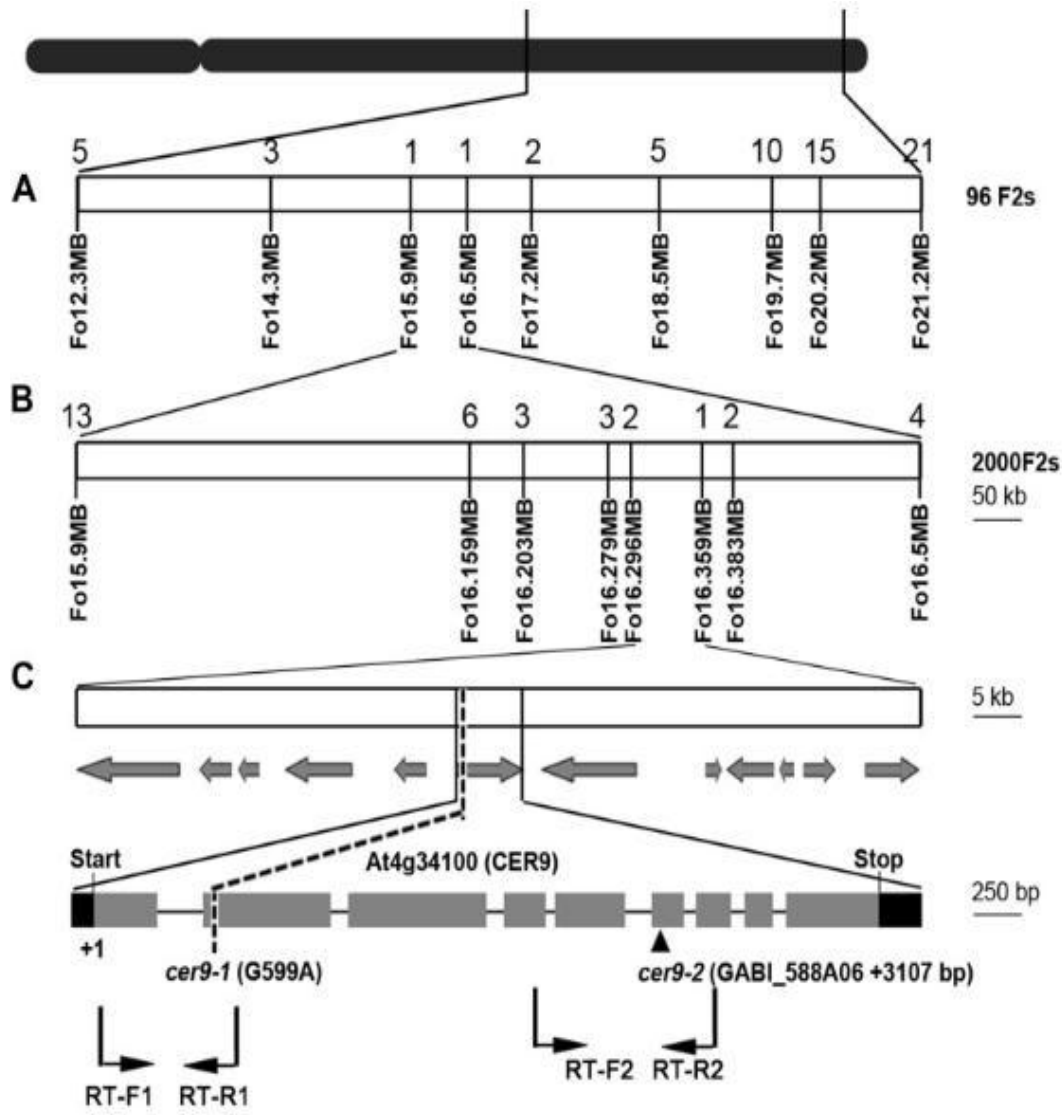 5 3 1 1 2 5 10 15 21
A
96 F2s
Fo12.3MB
Fo14.3MB
Fo15.9MB
Fo16.5MB
Fo17.2MB
Fo18.5MB
Fo19.7MB
Fo20.2MB
Fo21.2MB
B
13 6 3 3 2 1 2 4
2000F2s
50 kb
Fo15.9MB
Fo16.159MB
Fo16.203MB
Fo16.279MB
Fo16.296MB
Fo16.359MB
Fo16.383MB
Fo16.5MB
C
5 kb
Start
At4g34100 (CER9)
Stop
250 bp
+1
cer9-1 (G599A)
cer9-2 (GABI_588A06 +3107 bp)
RT-F1
RT-R1
RT-F2
RT-R2